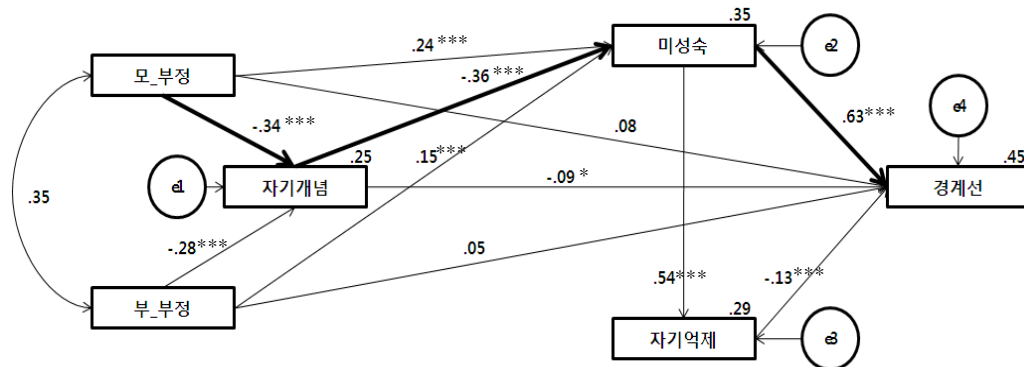 .35
미성숙
e2
.24 ***
모_부정
-.36 ***
e4
-.34 ***
.63***
.08
.25
.15***
.45
e1
자기개념
-.09 *
경계선
.35
-.28***
.05
.54***
-.13***
부_부정
.29
자기억제
e3